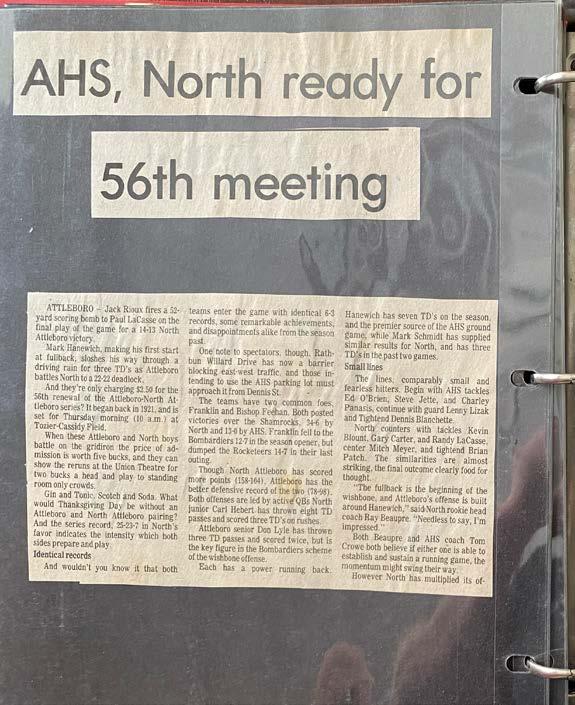 AHS, North ready for
56th meeting
ATTLEBORO — Jack Rioux fires a 52-
yard scoring bomb to Paul LaCasse on the
final play of the game for a 14-13 North
Attleboro victory.
Mark Hanewich, making his first start
at fullback, sloshes his way through a
driving rain for three TD's as Attleboro
battles North to a 22-22 deadlock.
And they're only charging $2.50 for the
56th renewal of the Attleboro-North At-
tleboro series? It began back in 1921, and is
set for Thursday morning (10 a.m.) at
Tozier-Cassidy Field.
When these Attleboro and North boys
battle on the gridiron the price of ad-
mission is worth five bucks, and they can
show the reruns at the Union Theatre for
two bucks a head and play to standing
room only crowds.
Gin and Tonic. Scotch and Soda. What
would Thanksgiving Day be without an
Attleboro and North Attleboro pairing?
And the series record, 25-23-7 in North's
favor indicates the intensity which both
sides prepare and play.
Identical records
And wouldn't you know it that both
teams enter the game with identical 6-3
records, some remarkable achievements,
and disappointments alike from the season
past.
One note to spectators, though, Rath-
bun Willard Drive has now a barrier
blocking east-west traffic, and those in-
tending to use the AHS parking lot must
approach it from Dennis St.
The teams have two common foes,
Franklin and Bishop Feehan. Both posted
victories over the Shamrocks, 34-6 by
North and 13-6 by AHS. Franklin fell to the
Bombardiers 12-7 in the season opener, but
dumped the Rocketeers 14-7 in their last
outing.
Though North Attleboro has scored
more points (158-164), Attleboro has the
better defensive record of the two (78-98).
Both offenses are led by active QBs North
junior Carl Hebert has thrown eight TD
passes and scored three TD's on rushes.
Attleboro senior Don Lyle has thrown
three TD passes and scored twice, but is
the key figure in the Bombardiers scheme
of the wishbone offense.
Each has a power running back.
Hanewich has seven TD's on the season,
and the premier source of the AHS ground
game, while Mark Schmidt has supplied
similar results for North, and has three
TD's in the past two games.
Small lines
The lines, comparably small and
fearless hitters. Begin with AHS tackles
Ed O'Brien, Steve Jette, and Charley
Panasis, continue with guard Lenny Lizak
and Tightend Dennis Blanchette.
North counters with tackles Kevin
Blount, Gary Carter, and Randy LaCasse,
center Mitch Meyer, and tightend Brian
Patch. The similarities are almost
striking, the final outcome clearly food for
thought.
"The fullback is the beginning of the
wishbone, and Attleboro's offense is built
around Hanewich," said North rookie head
coach Ray Beaupre. "Needless to say, I'm
impressed."
Both Beaupre and AHS coach Tom
Crowe both believe if either one is able to
establish and sustain a running game, the
momentum might swing their way.
However North has multiplied its of-